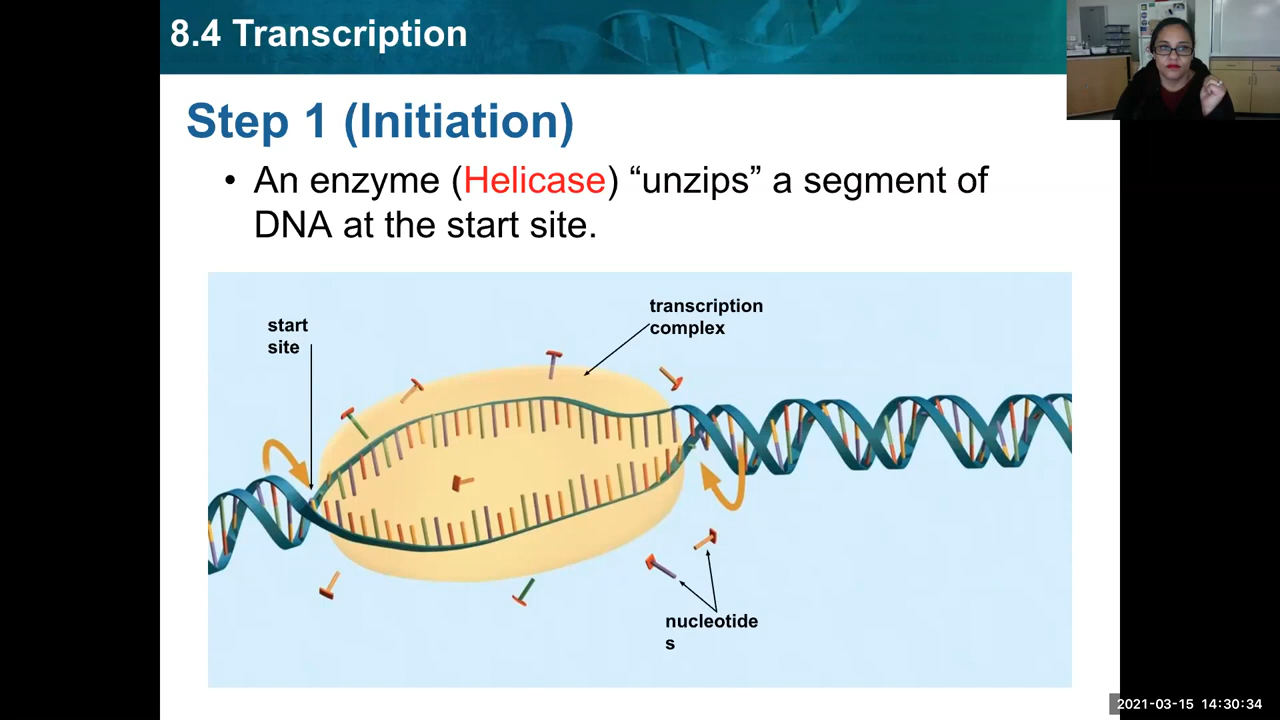 8.4 Transcription
Step 1 (Initiation)
• An enzyme (Helicase) “unzips” a segment of
DNA at the start site.
transcription
complex
start
site
nucleotide
s
2021-03-15 14:30:34